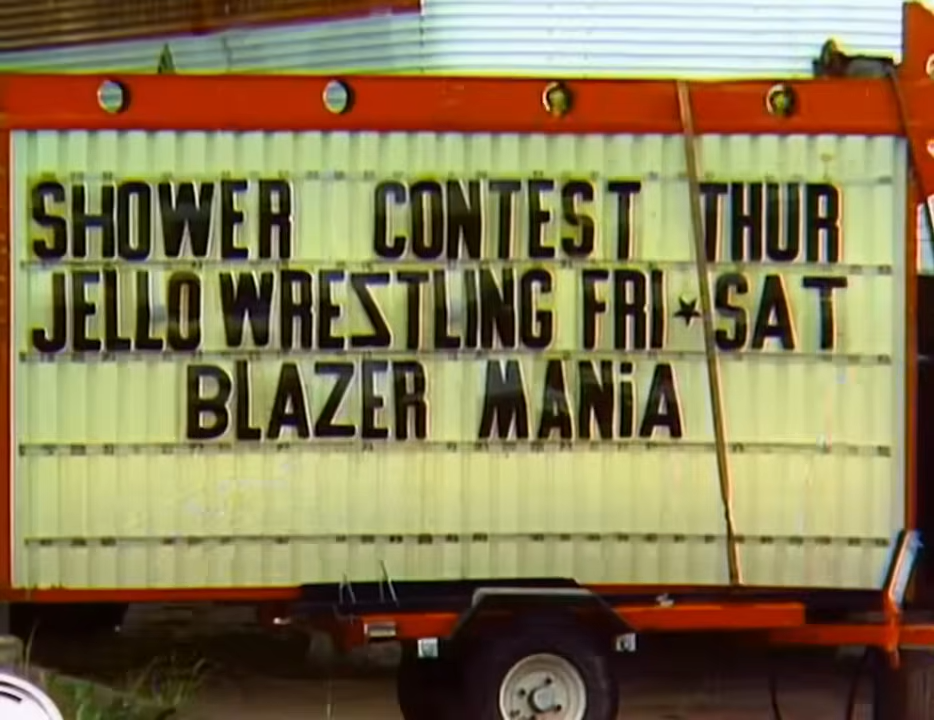 SHOWER CONTEST THUR
JELLO WRESTLING FRI★SAT
BLAZER MANiA